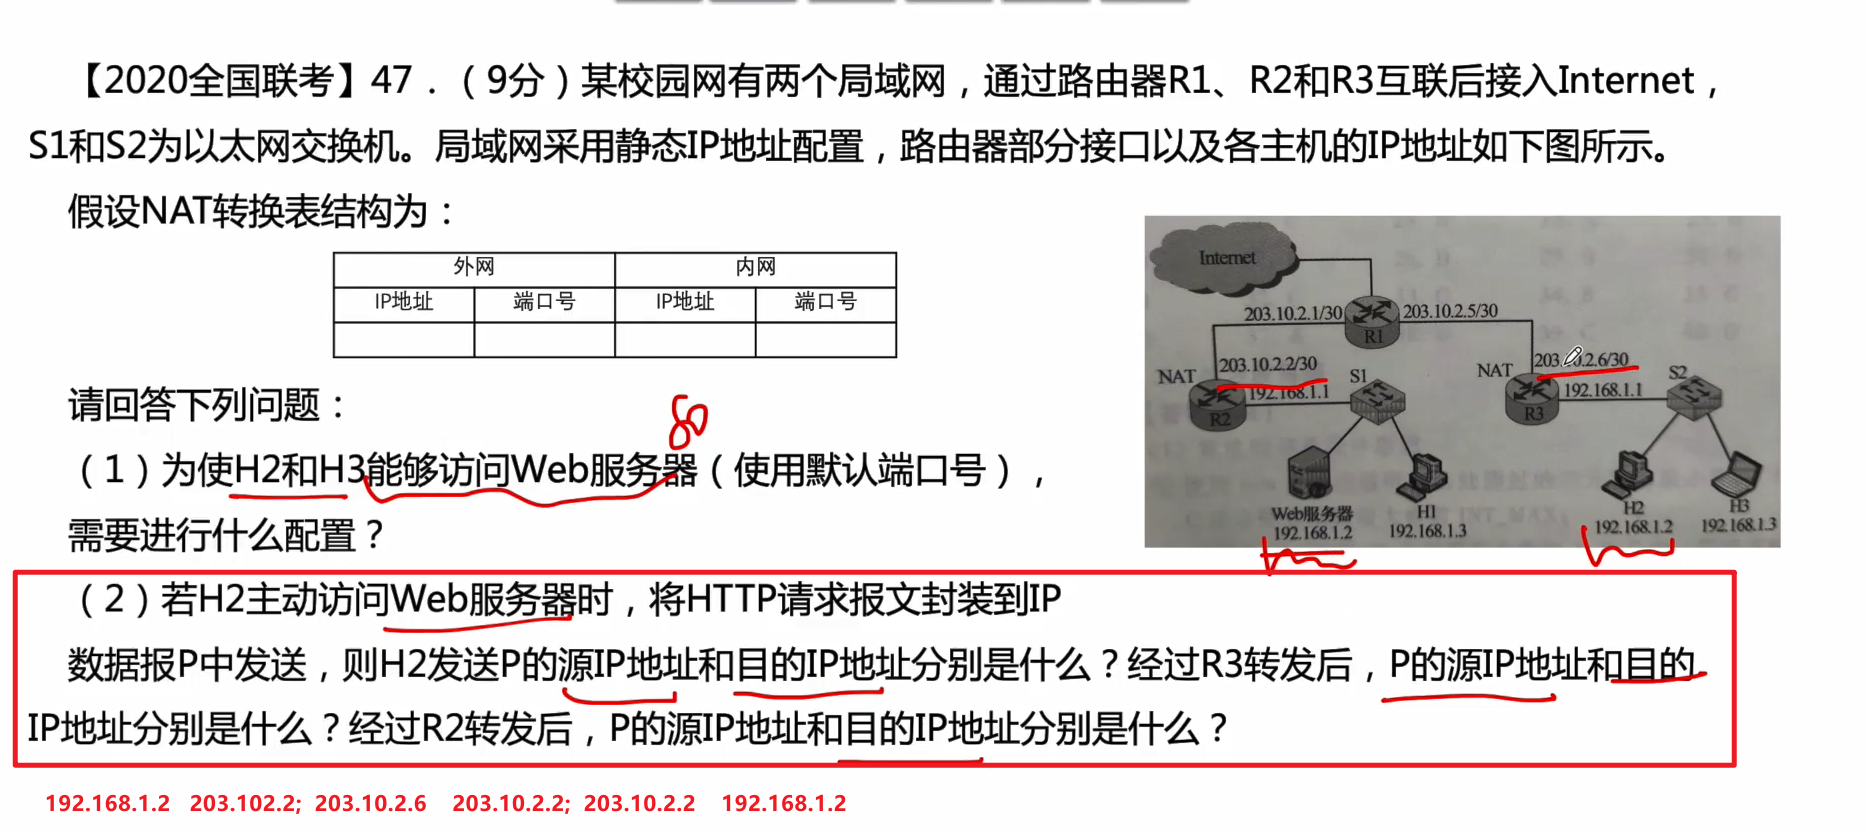 【2020全国联考】47．（9分）某校园网有两个局域网，通过路由器R1、R2和R3互联后接入Internet，
S1和S2为以太网交换机。局域网采用静态IP地址配置，路由器部分接口以及各主机的IP地址如下图所示。
假设NAT转换表结构为：
外网 内网
IP地址 端口号 IP地址 端口号
Internet
203.10.2.1/30 203.10.2.5/30
R1
NAT 203.10.2.2/30 S1 NAT 203.10.2.6/30 S2
192.168.1.1 192.168.1.1
R2 R3
Web服务器 H1 H2 H3
192.168.1.2 192.168.1.3 192.168.1.2 192.168.1.3
请回答下列问题：
80
（1）为使H2和H3能够访问Web服务器（使用默认端口号），
需要进行什么配置？
（2）若H2主动访问Web服务器时，将HTTP请求报文封装到IP
数据报P中发送，则H2发送P的源IP地址和目的IP地址分别是什么？经过R3转发后，P的源IP地址和目的
IP地址分别是什么？经过R2转发后，P的源IP地址和目的IP地址分别是什么？
192.168.1.2 203.102.2; 203.10.2.6 203.10.2.2; 203.10.2.2 192.168.1.2